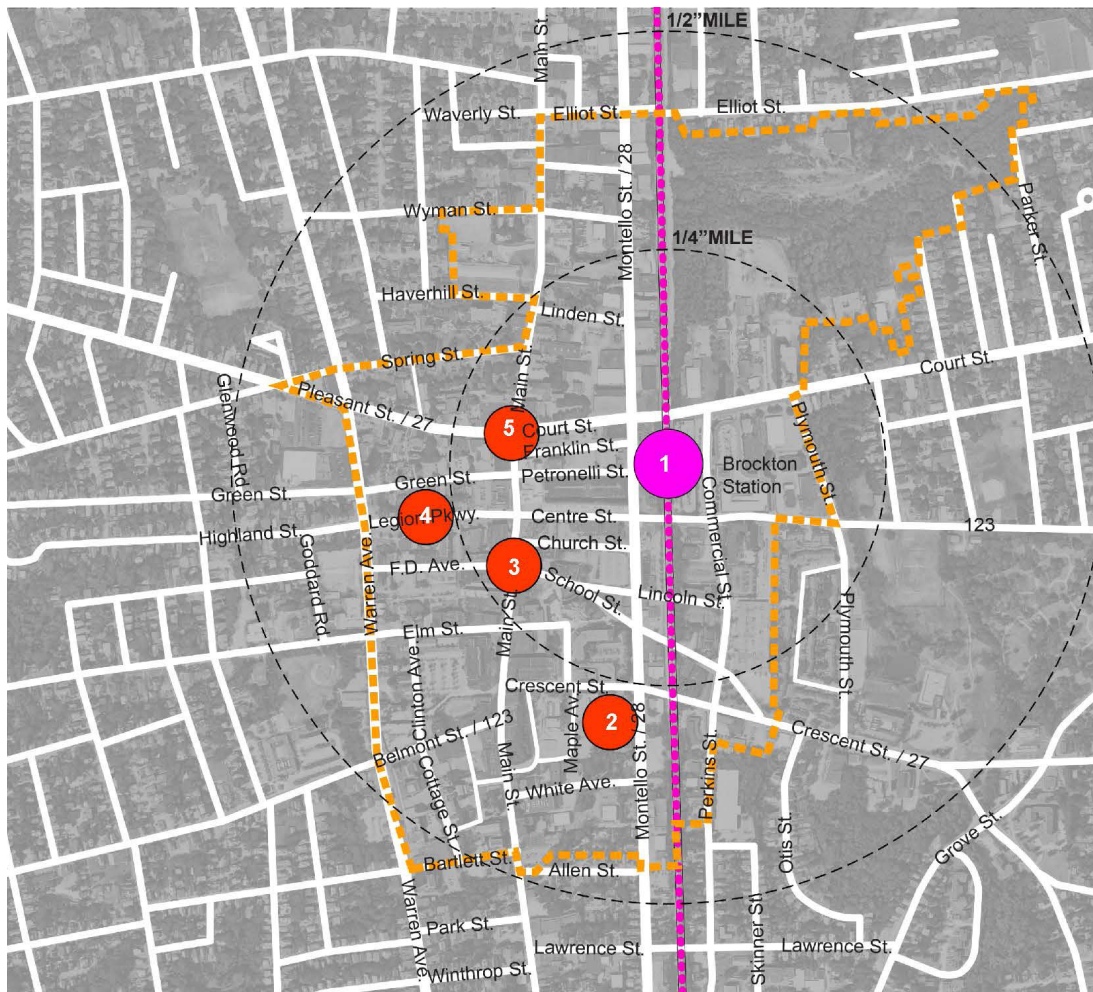 1/2”MILE
Main St.
Waverly St.
Elliot St.
Elliot St.
Montello St. / 28
Wyman St.
Parker St.
1/4”MILE
Haverhill St.
Linden St.
Spring St.
Main St.
Court St.
Glenwood Rd.
Pleasant St. / 27
5
Court St.
Franklin St.
Plymouth St.
1
Brockton
Station
Green St.
Petronelli St.
Green St.
Commercial St.
4
Legion Pkwy.
Centre St.
123
Highland St.
Goddard Rd.
Church St.
F.D. Ave.
3
School St.
Lincoln St.
Warren Ave.
Main St.
Plymouth St.
Elm St.
Clinton Ave.
Crescent St.
Maple Av.
2
Montello St. / 28
Crescent St. / 27
Belmont St. / 123
Main St.
Perkins St.
Cottage St.
White Ave.
Otis St.
Grove St.
Bartlett St.
Allen St.
Warren Ave.
Park St.
Skinner St.
Lawrence St.
Lawrence St.
Winthrop St.